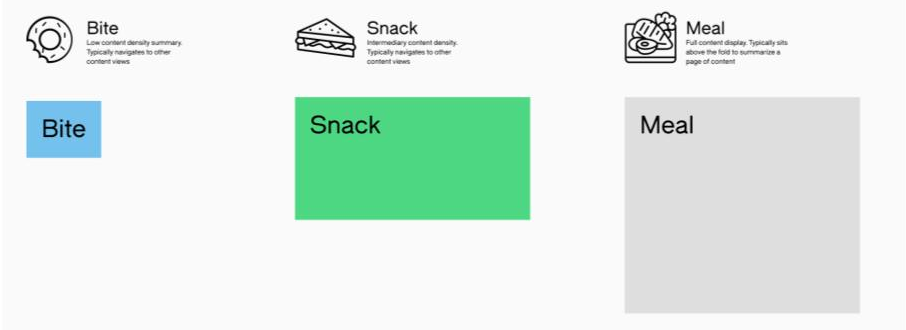 Bite
Low content density summary.
Typically navigates to other
content views
Snack
Intermediary content density.
Typically navigates to other
content views
Meal
Full content display. Typically sits
above the fold to summarize a
page of content
Bite
Snack
Meal